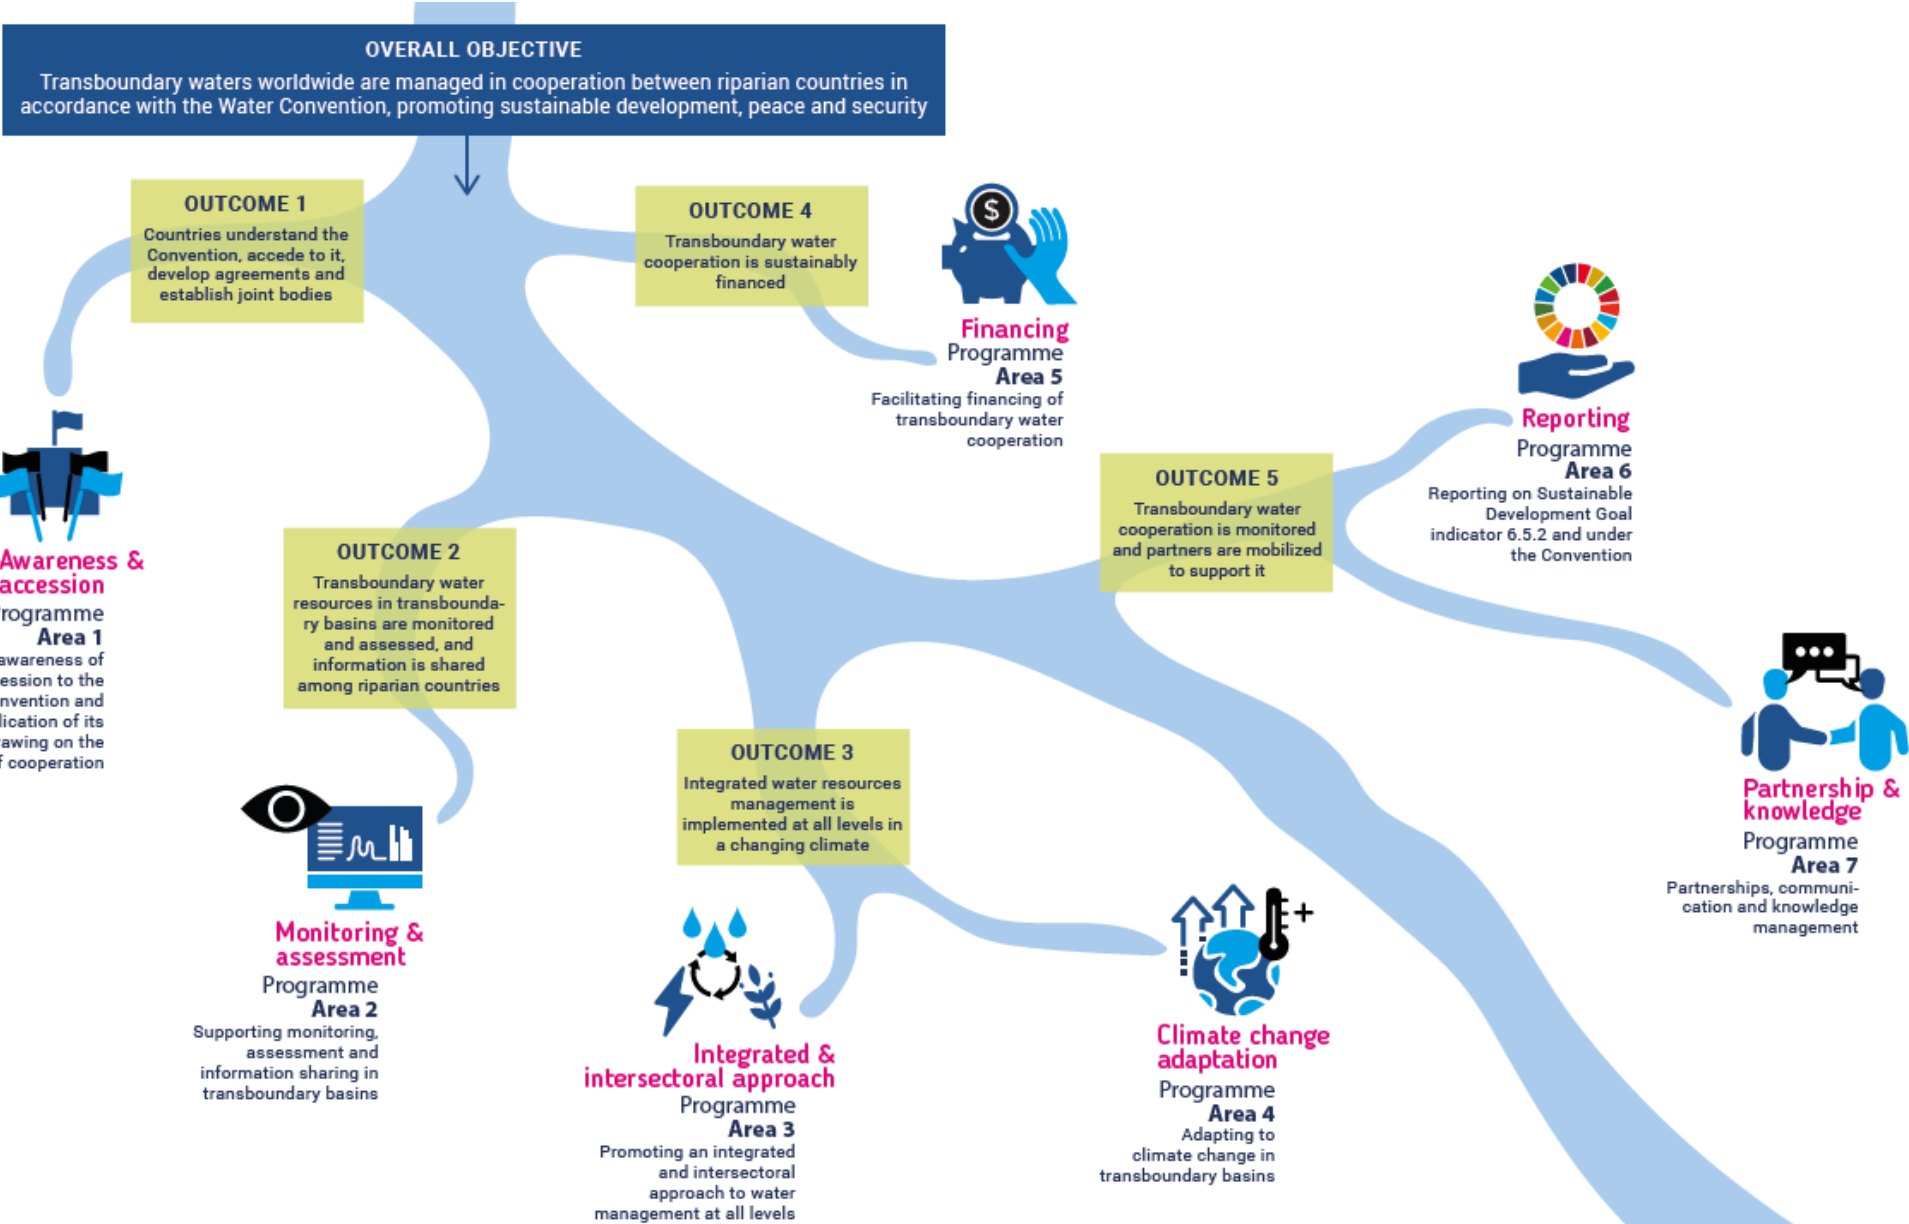 OVERALL OBJECTIVE
Transboundary waters worldwide are managed in cooperation between riparian countries in
accordance with the Water Convention, promoting sustainable development, peace and security
OUTCOME 1
Countries understand the
Convention, accede to it,
develop agreements and
establish joint bodies
OUTCOME 4
Transboundary water
cooperation is sustainably
financed
$
Financing
Programme
Area 5
Facilitating financing of
transboundary water
cooperation
Reporting
Programme
Area 6
Reporting on Sustainable
Development Goal
indicator 6.5.2 and under
the Convention
OUTCOME 5
Transboundary water
cooperation is monitored
and partners are mobilized
to support it
Awareness &
accession
Area 1
awareness of
to the
and
of its
on the
cooperation
OUTCOME 2
Transboundary water
resources in transbounda-
ry basins are monitored
and assessed, and
information is shared
among riparian countries
Partnership &
knowledge
Programme
Area 7
Partnerships, communi-
cation and knowledge
management
OUTCOME 3
Integrated water resources
management is
implemented at all levels in
a changing climate
Monitoring &
assessment
Programme
Area 2
Supporting monitoring,
assessment and
information sharing in
transboundary basins
Integrated &
intersectoral approach
Programme
Area 3
Promoting an integrated
and intersectoral
approach to water
management at all levels
+
Climate change
adaptation
Programme
Area 4
Adapting to
climate change in
transboundary basins